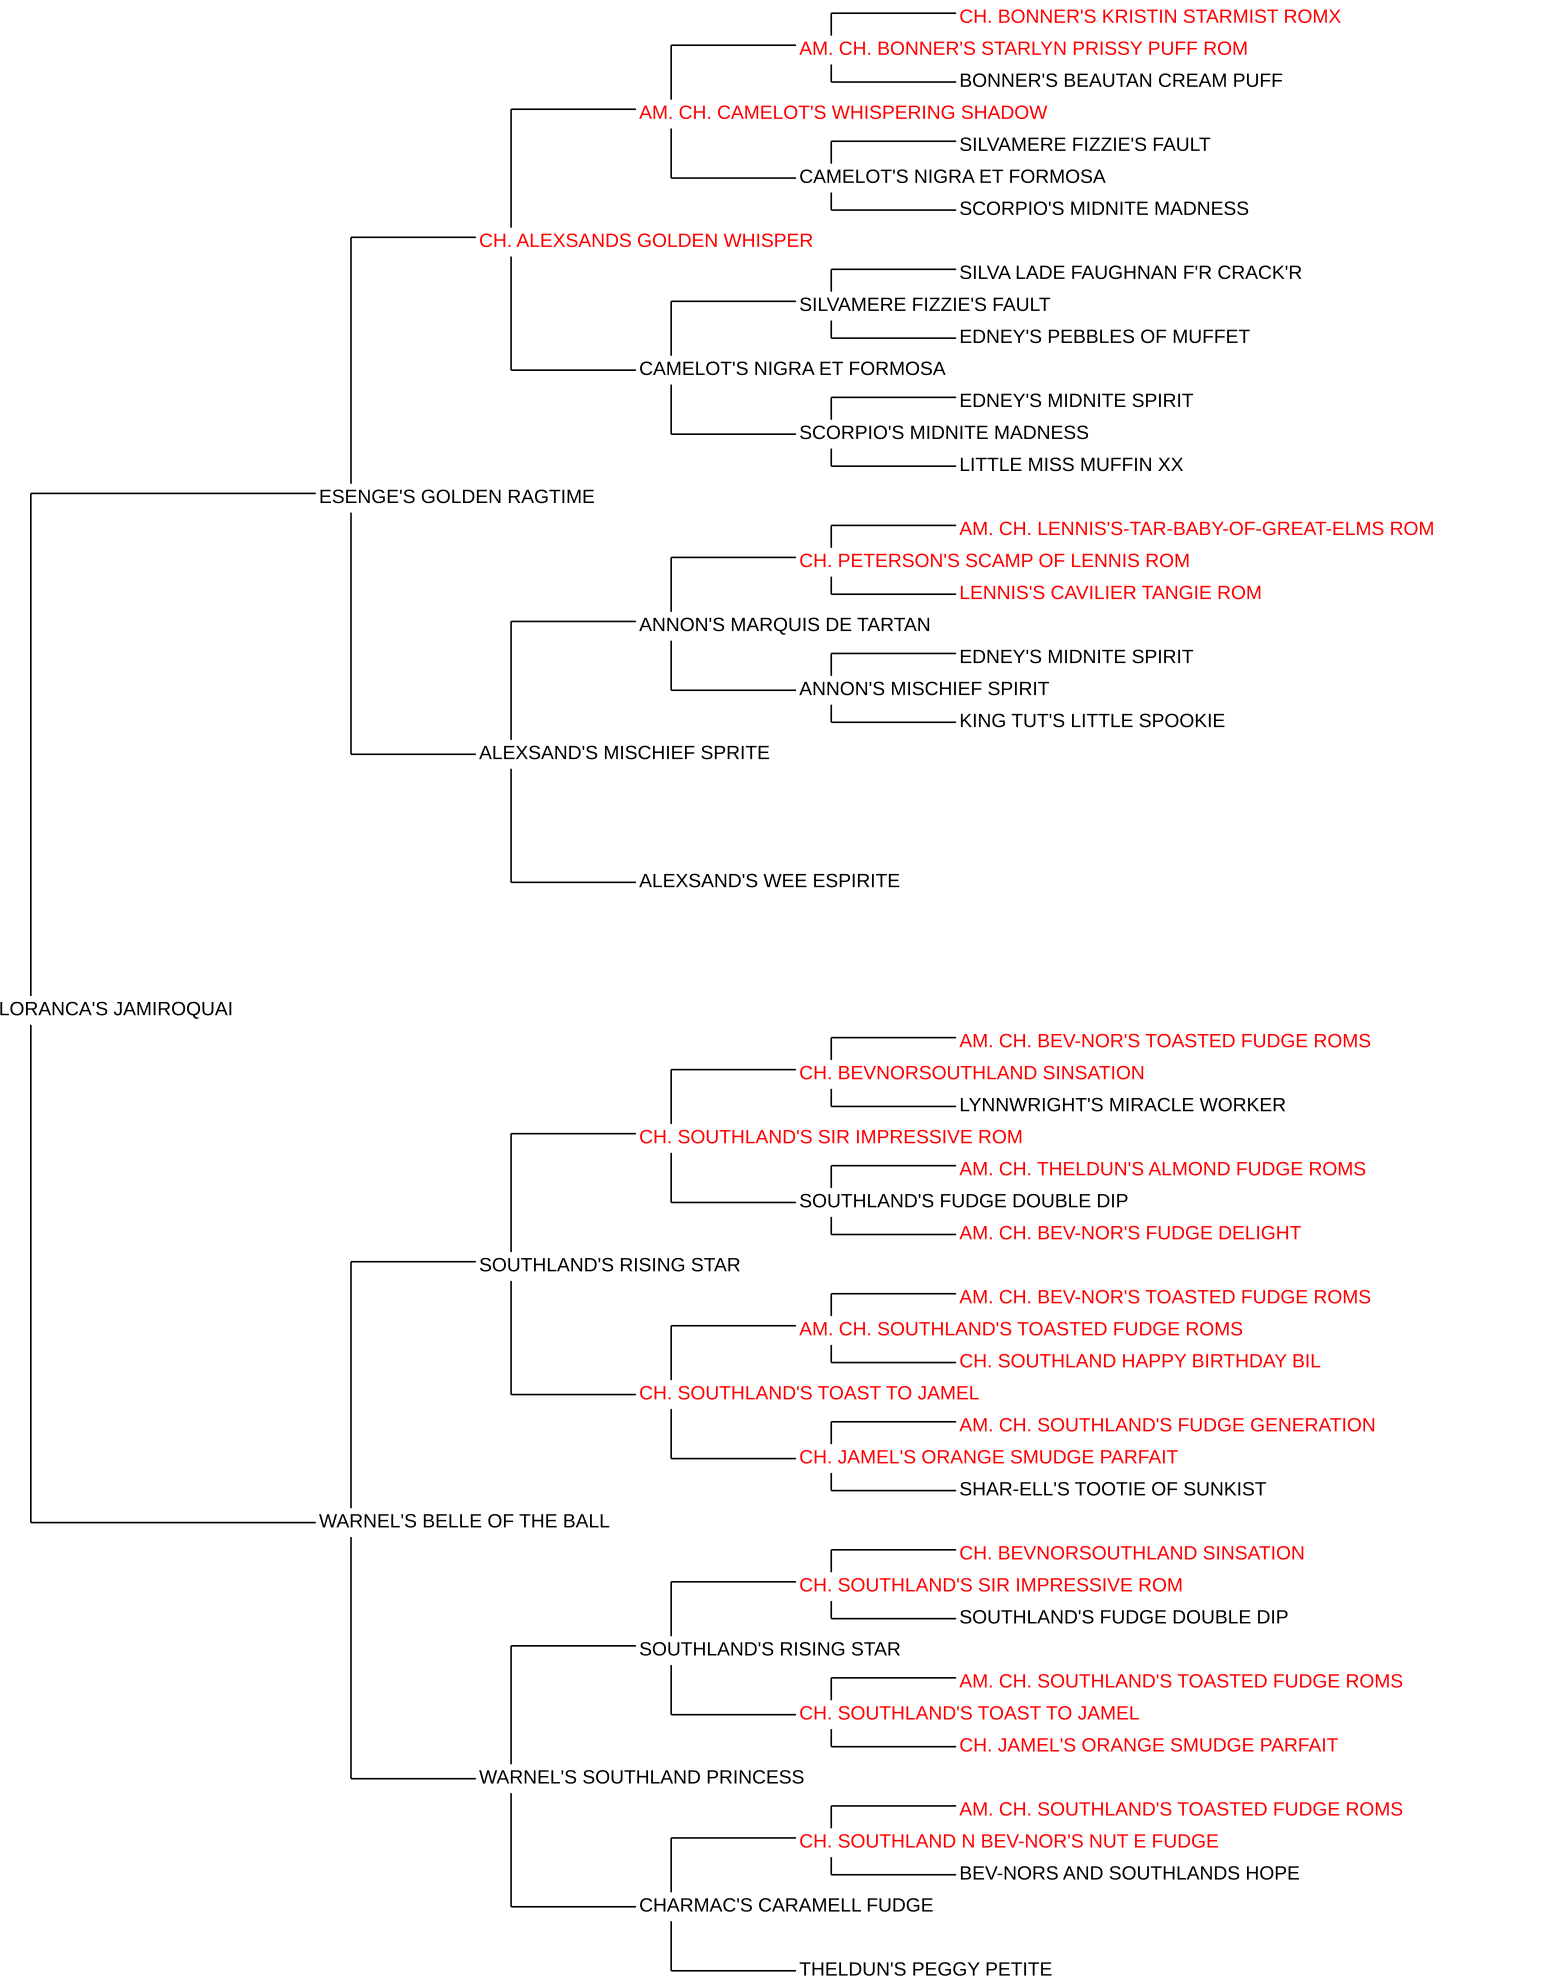 CH. BONNER'S KRISTIN STARMIST ROMX
AM. CH. BONNER'S STARLYN PRISSY PUFF ROM
BONNER'S BEAUTAN CREAM PUFF
AM. CH. CAMELOT'S WHISPERING SHADOW
SILVAMERE FIZZIE'S FAULT
CAMELOT'S NIGRA ET FORMOSA
SCORPIO'S MIDNITE MADNESS
CH. ALEXSANDS GOLDEN WHISPER
SILVA LADE FAUGHNAN F'R CRACK'R
SILVAMERE FIZZIE'S FAULT
EDNEY'S PEBBLES OF MUFFET
CAMELOT'S NIGRA ET FORMOSA
EDNEY'S MIDNITE SPIRIT
SCORPIO'S MIDNITE MADNESS
LITTLE MISS MUFFIN XX
ESENGE'S GOLDEN RAGTIME
AM. CH. LENNIS'S-TAR-BABY-OF-GREAT-ELMS ROM
CH. PETERSON'S SCAMP OF LENNIS ROM
LENNIS'S CAVILIER TANGIE ROM
ANNON'S MARQUIS DE TARTAN
EDNEY'S MIDNITE SPIRIT
ANNON'S MISCHIEF SPIRIT
KING TUT'S LITTLE SPOOKIE
ALEXSAND'S MISCHIEF SPRITE
ALEXSAND'S WEE ESPIRITE
LORANCA'S JAMIROQUAI
AM. CH. BEV-NOR'S TOASTED FUDGE ROMS
CH. BEVNORSOUTHLAND SINSATION
LYNNWRIGHT'S MIRACLE WORKER
CH. SOUTHLAND'S SIR IMPRESSIVE ROM
AM. CH. THELDUN'S ALMOND FUDGE ROMS
SOUTHLAND'S FUDGE DOUBLE DIP
AM. CH. BEV-NOR'S FUDGE DELIGHT
SOUTHLAND'S RISING STAR
AM. CH. BEV-NOR'S TOASTED FUDGE ROMS
AM. CH. SOUTHLAND'S TOASTED FUDGE ROMS
CH. SOUTHLAND HAPPY BIRTHDAY BIL
CH. SOUTHLAND'S TOAST TO JAMEL
AM. CH. SOUTHLAND'S FUDGE GENERATION
CH. JAMEL'S ORANGE SMUDGE PARFAIT
SHAR-ELL'S TOOTIE OF SUNKIST
WARNEL'S BELLE OF THE BALL
CH. BEVNORSOUTHLAND SINSATION
CH. SOUTHLAND'S SIR IMPRESSIVE ROM
SOUTHLAND'S FUDGE DOUBLE DIP
SOUTHLAND'S RISING STAR
AM. CH. SOUTHLAND'S TOASTED FUDGE ROMS
CH. SOUTHLAND'S TOAST TO JAMEL
CH. JAMEL'S ORANGE SMUDGE PARFAIT
WARNEL'S SOUTHLAND PRINCESS
AM. CH. SOUTHLAND'S TOASTED FUDGE ROMS
CH. SOUTHLAND N BEV-NOR'S NUT E FUDGE
BEV-NORS AND SOUTHLANDS HOPE
CHARMAC'S CARAMELL FUDGE
THELDUN'S PEGGY PETITE